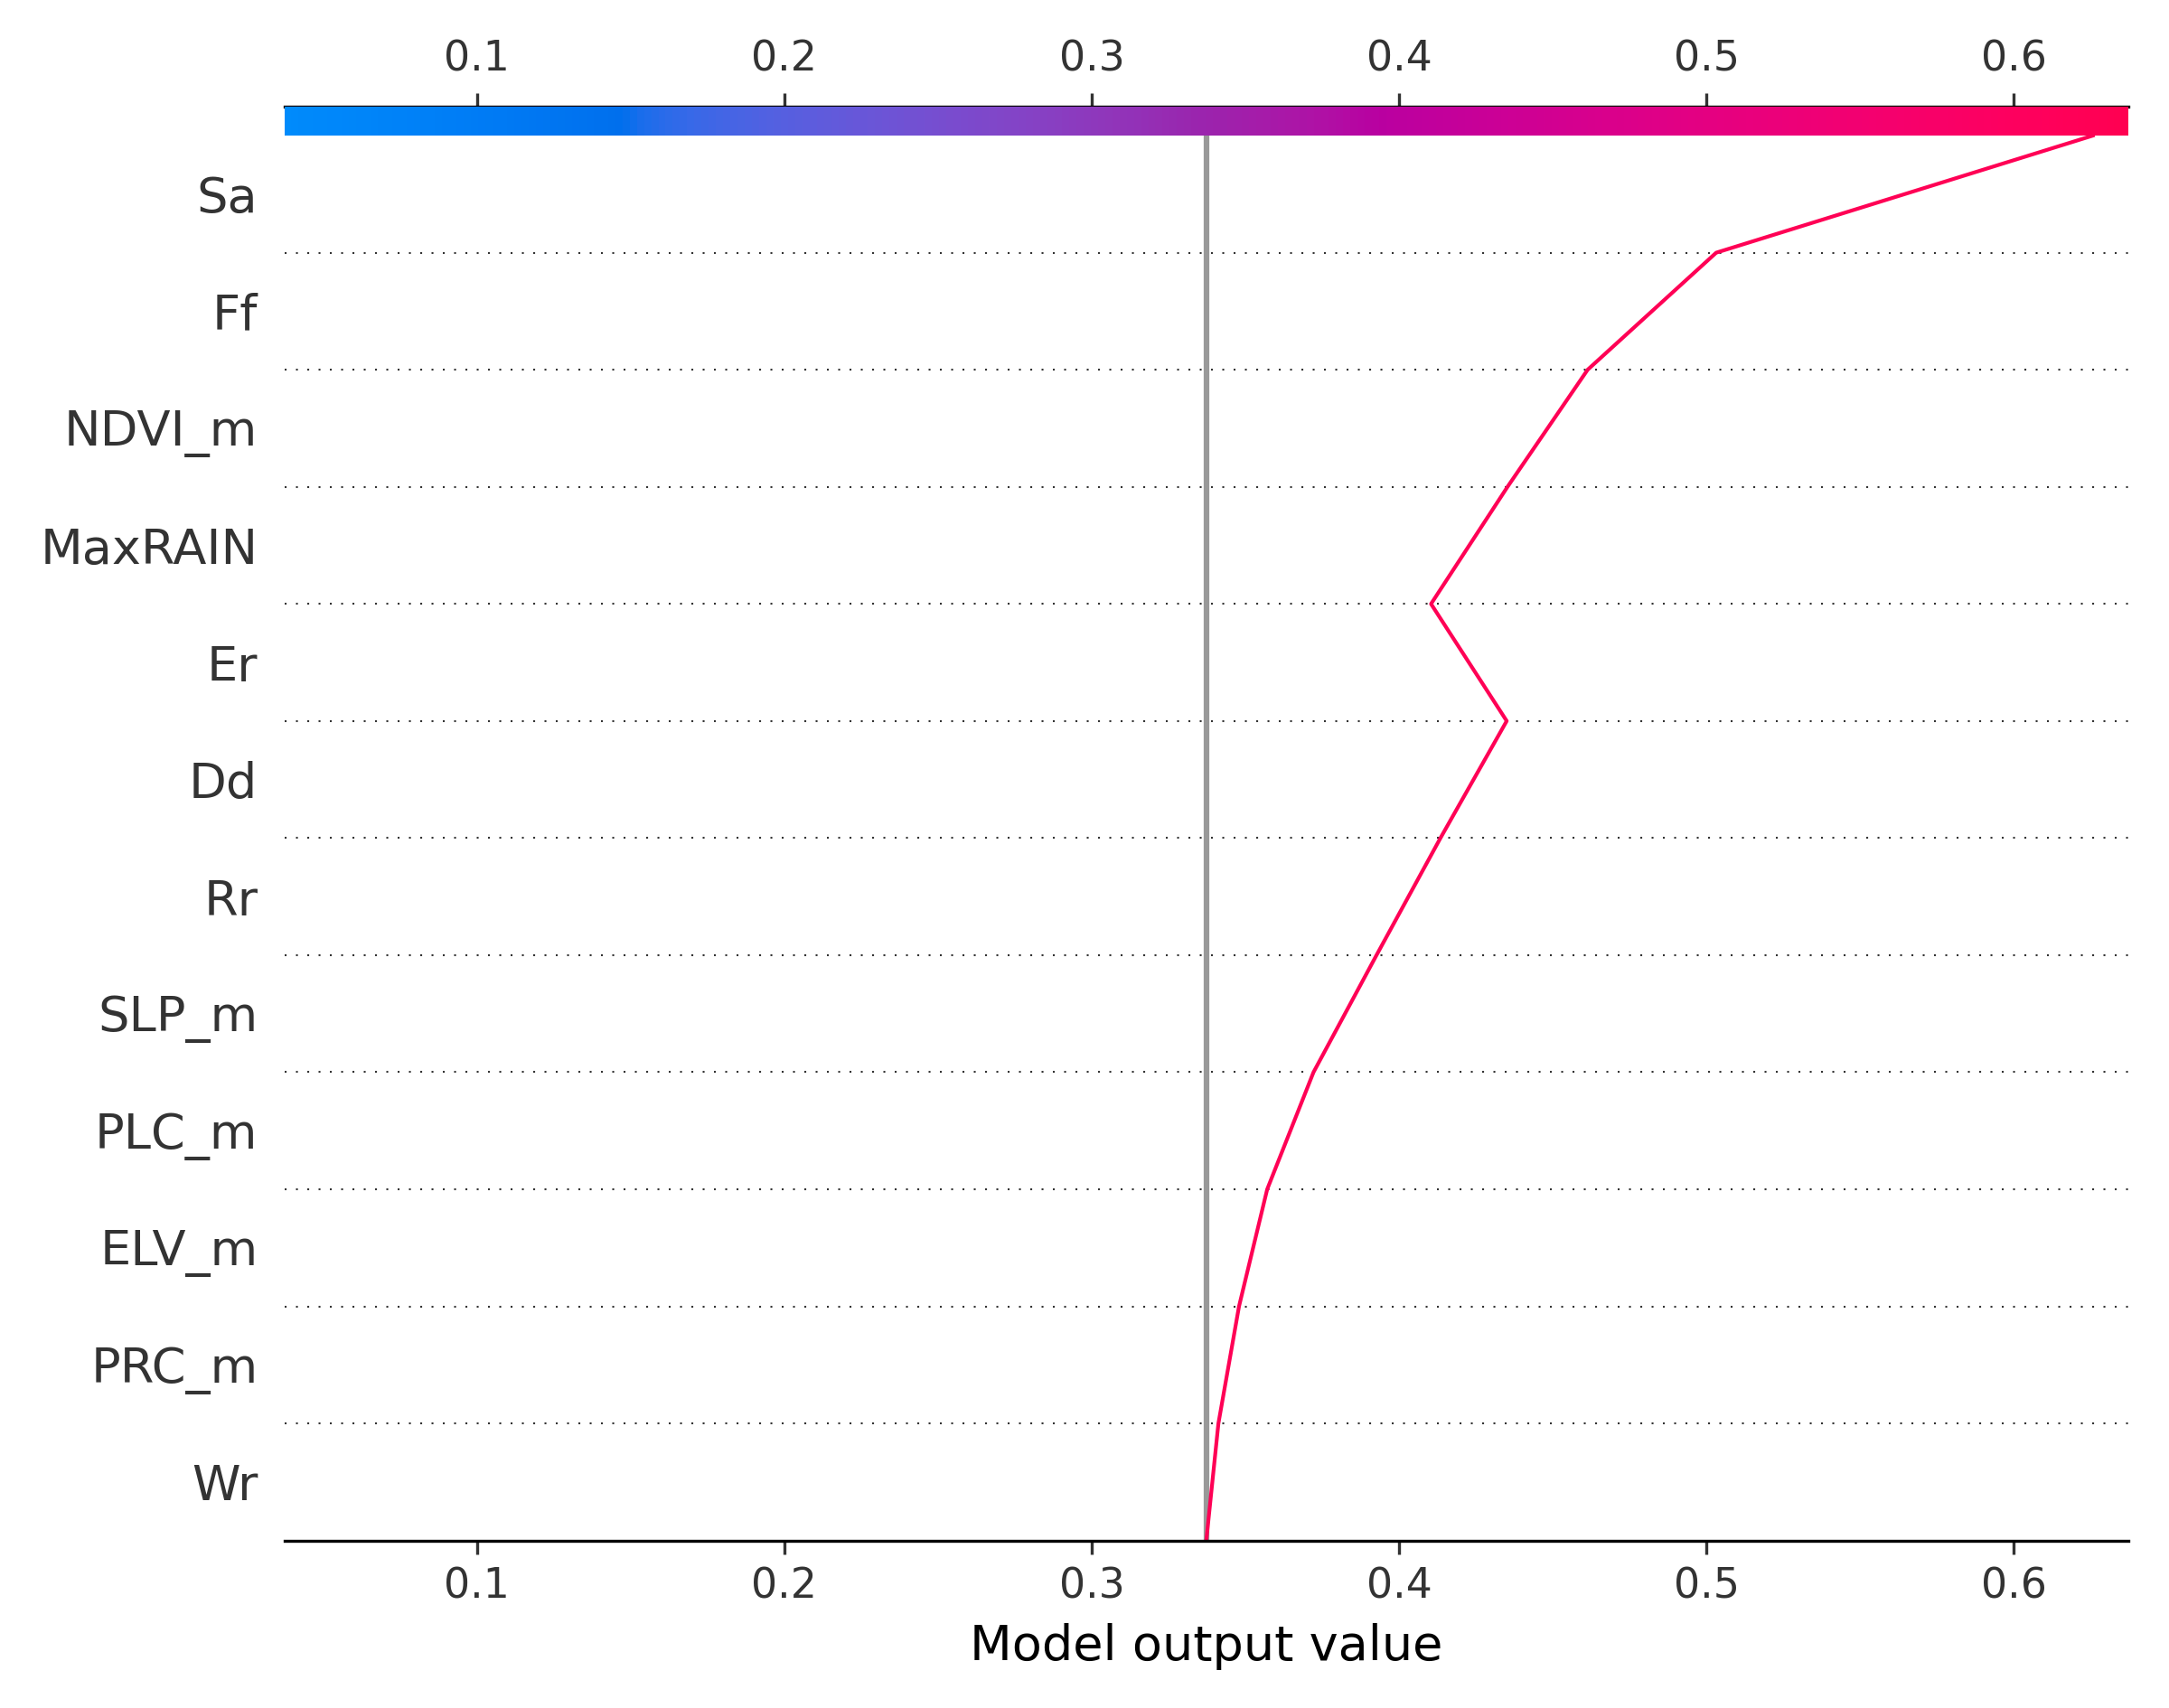 0.1 0.2 0.3 0.4 0.5 0.6
Sa
Ff
NDVI_m
MaxRAIN
Er
Dd
Rr
SLP_m
PLC_m
ELV_m
PRC_m
Wr
0.1 0.2 0.3 0.4 0.5 0.6
Model output value